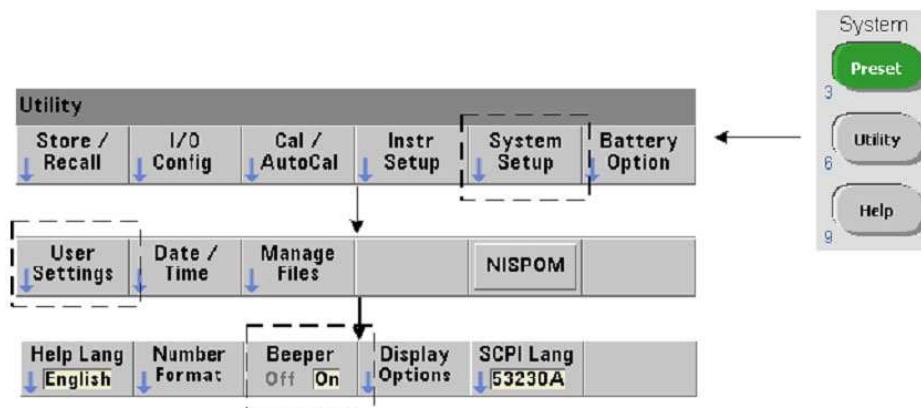 System
Preset
3
Utility
6
Help
9
Utility
Store / Recall
I/O Config
Cal / AutoCal
Instr Setup
System Setup
Battery Option
User Settings
Date / Time
Manage Files
NISPOM
Help Lang
English
Number Format
Beeper
Off On
Display Options
SCPI Lang
53230A